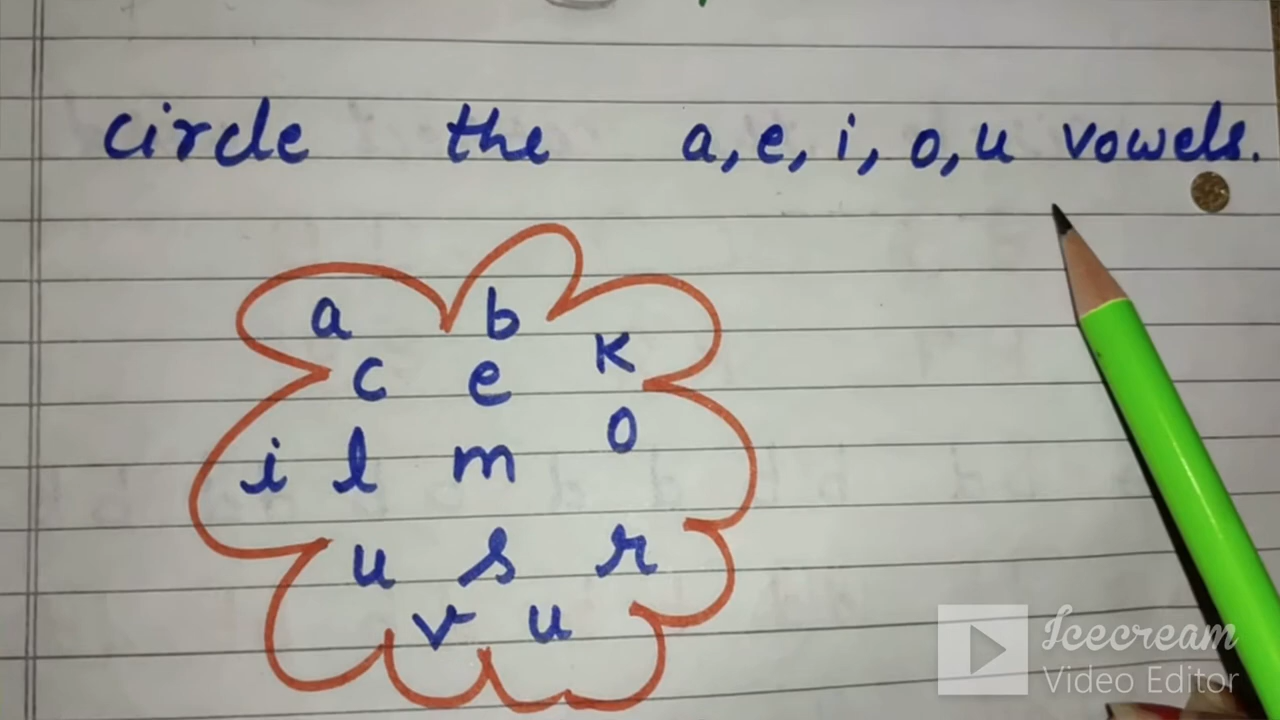 circle the a, e, i, o, u vowels.
a b
k
c e
o
i l m
u s r
v u
Icecream
Video Editor